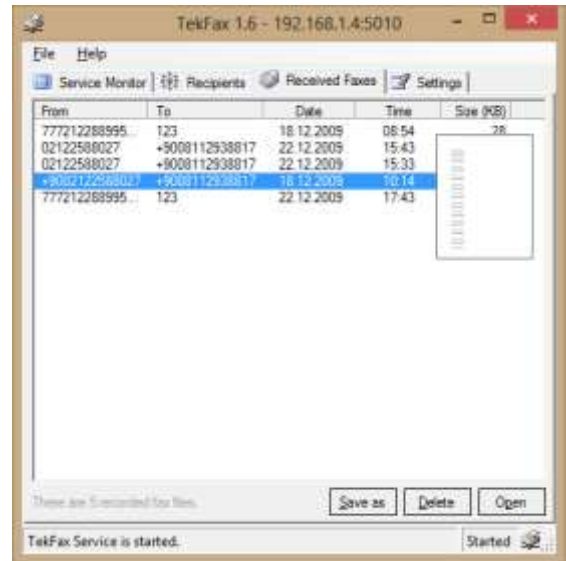 TekFax 1.6 - 192.168.1.4:5010
File Help
Service Monitor Recipients Received Faxes Settings
From To Date Time Size (KB)
777212288995... 123 18.12.2009 08:54 28
02122588027 +9008112938817 22.12.2009 15:43
02122588027 +9008112938817 22.12.2009 15:33
+9002122588027 +9008112938817 18.12.2009 10:14
777212288995... 123 22.12.2009 17:43
There are 5 recorded fax files.
Save as Delete Open
TekFax Service is started. Started